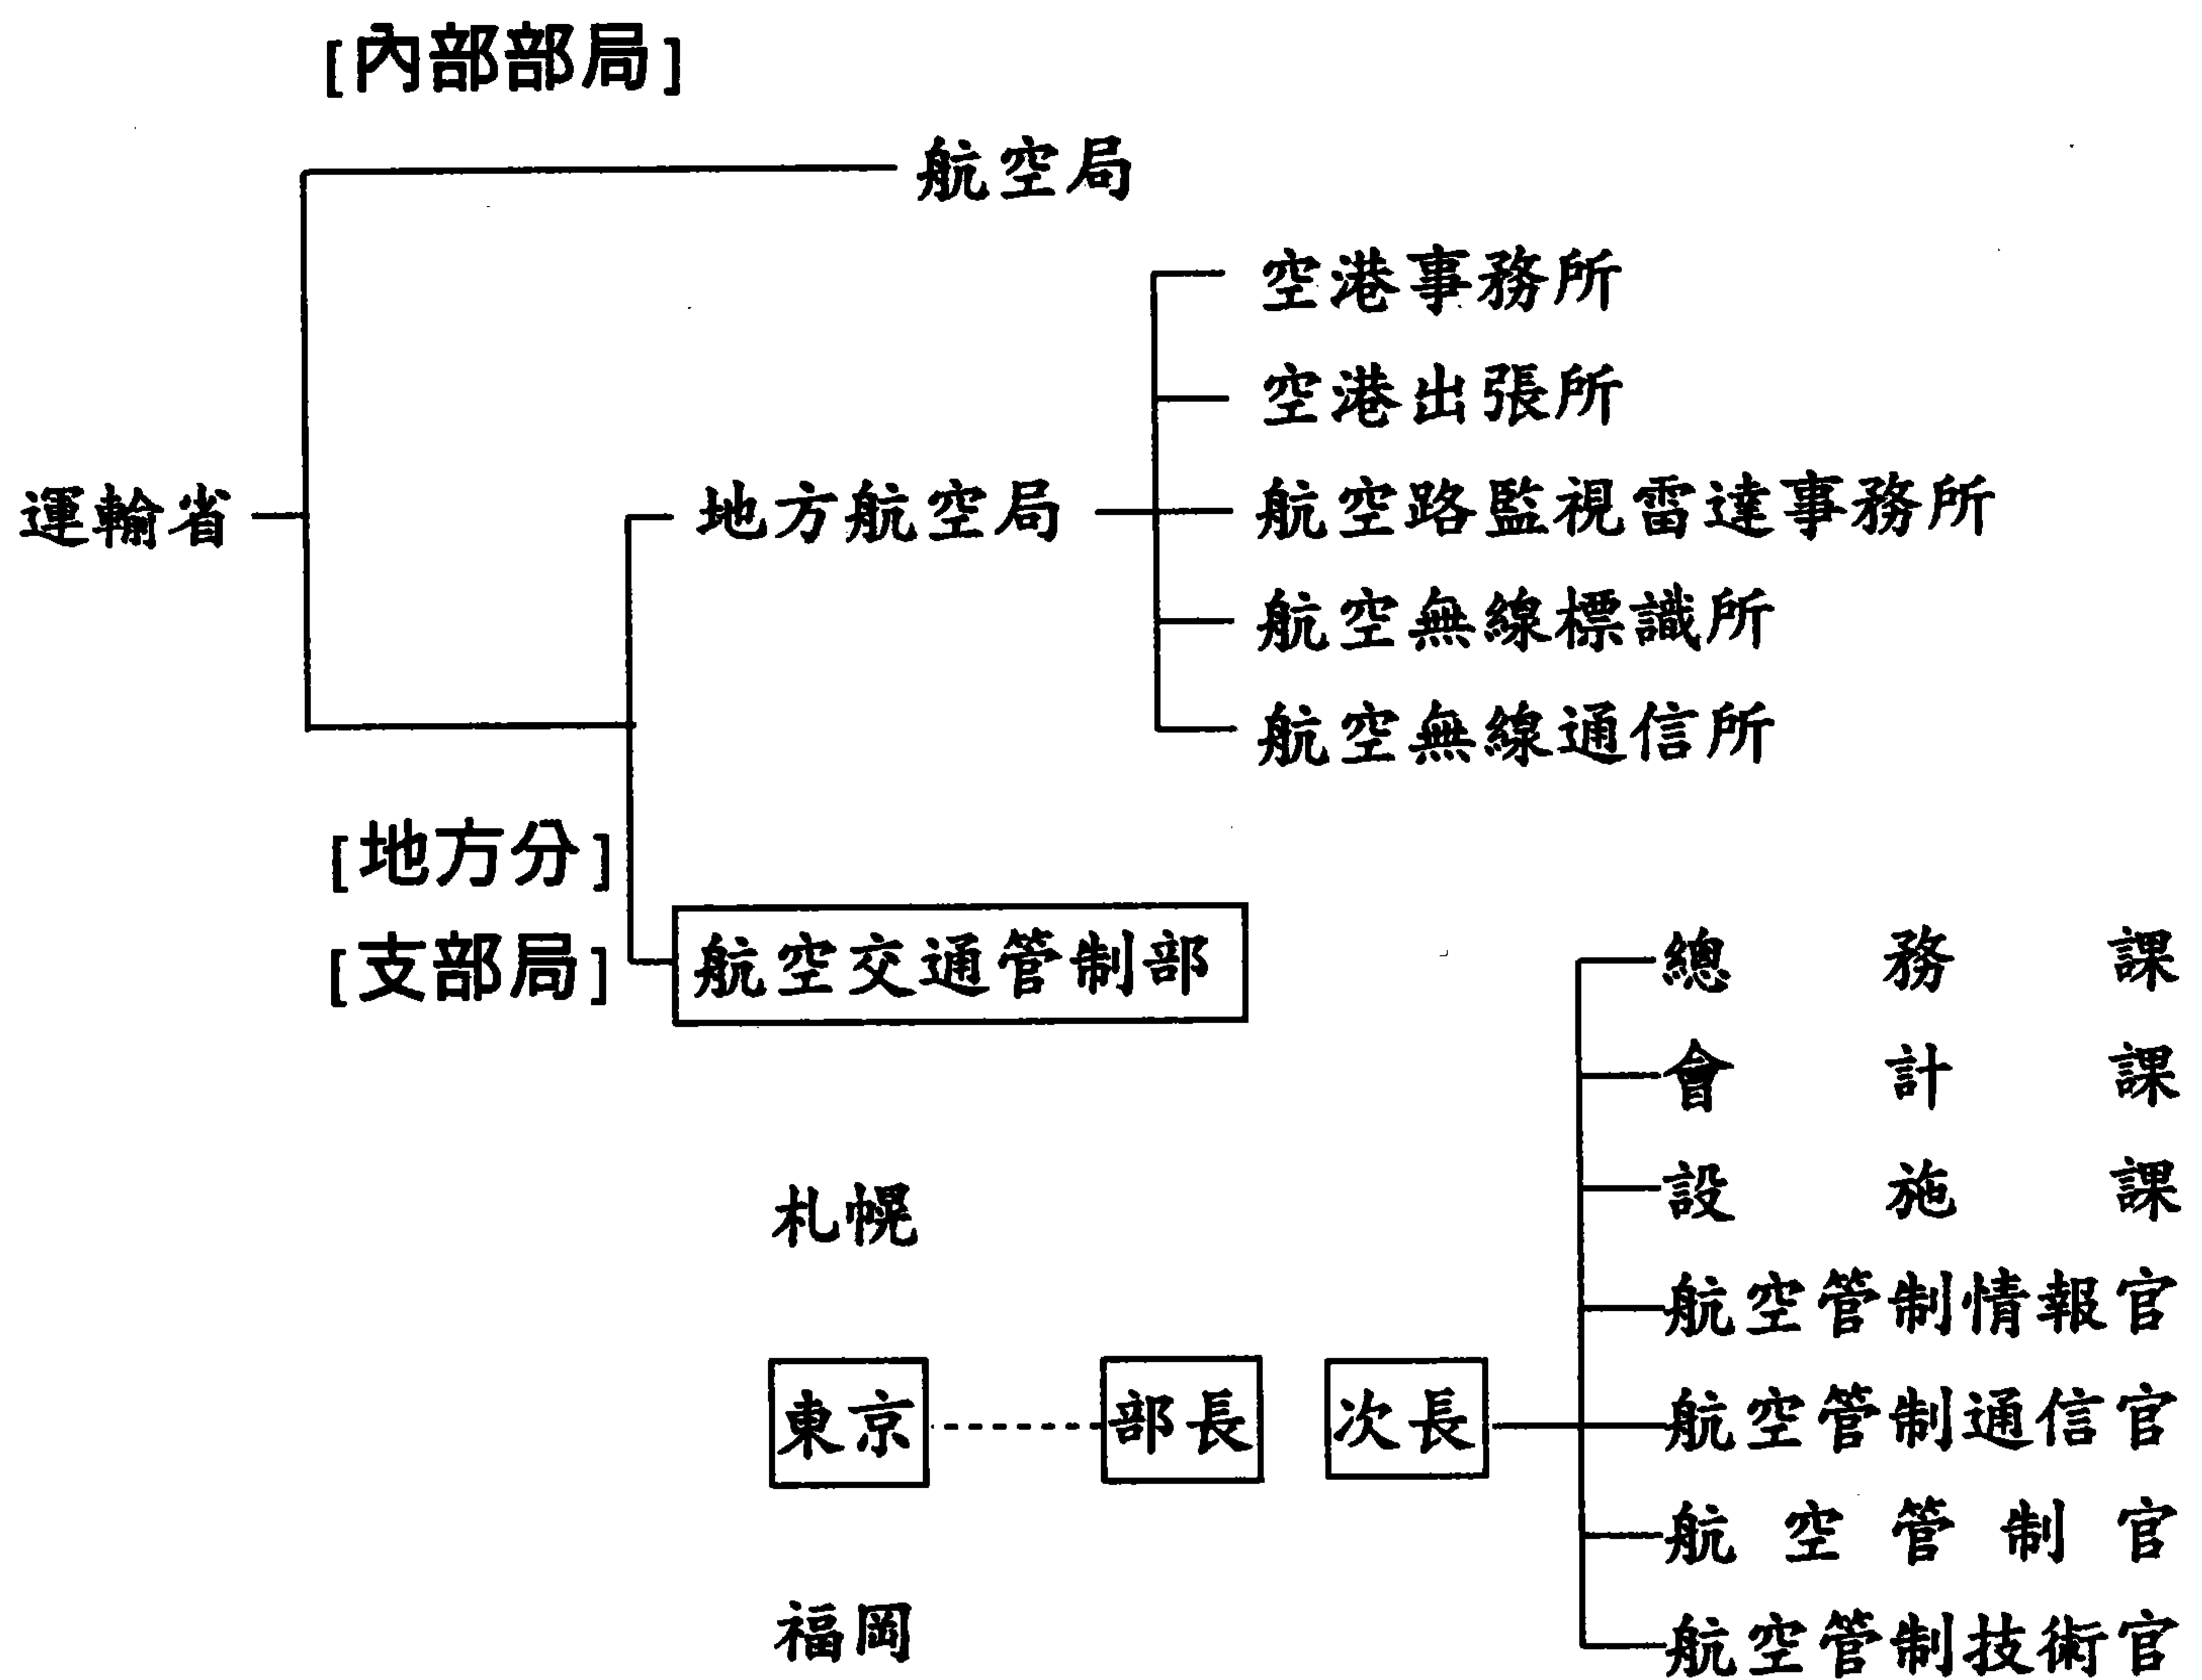 [內部部局]
航空局
空港事務所
空港出張所
運輸省
地方航空局
航空路監視雷達事務所
航空無線標識所
航空無線通信所
[地方分]
[支部局]
航空交通管制部
總務課
會計課
設施課
札幌
航空管制情報官
東京
部長
次長
航空管制通信官
航空管制官
福岡
航空管制技術官